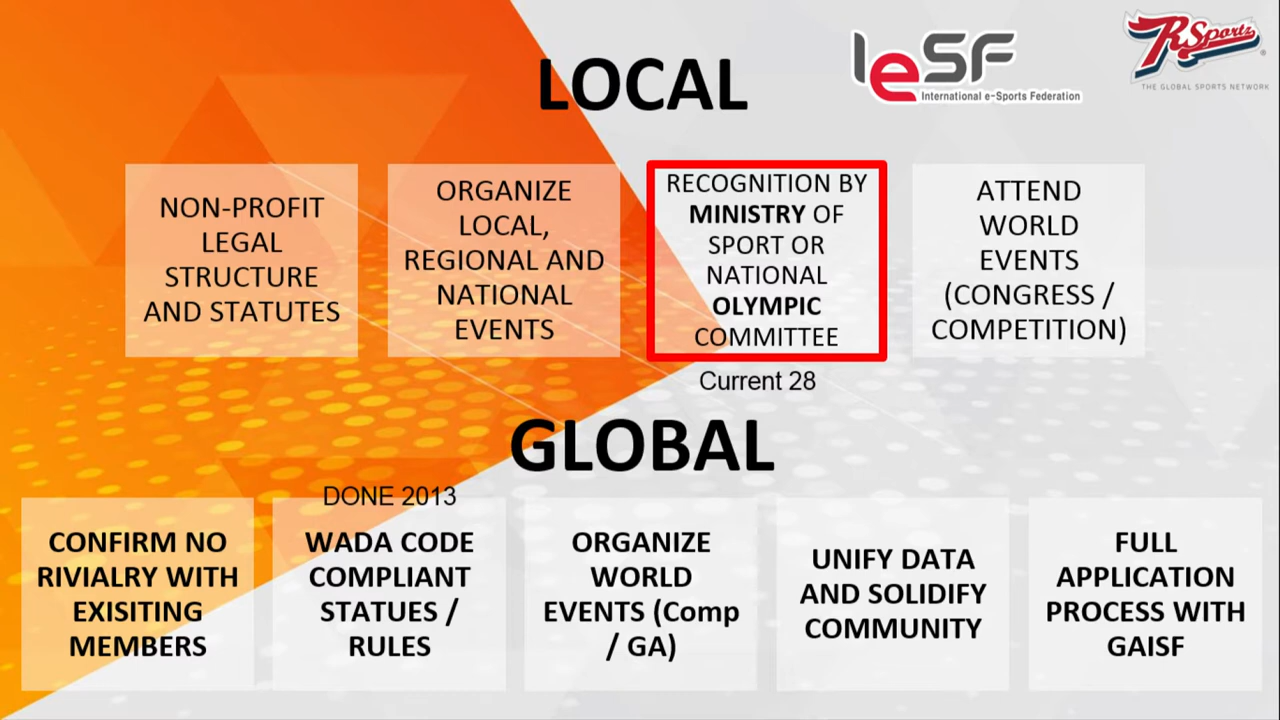 LOCAL
IeSF
International e-Sports Federation
RSportz
THE GLOBAL SPORTS NETWORK
NON-PROFIT
LEGAL
STRUCTURE
AND STATUTES
ORGANIZE
LOCAL,
REGIONAL AND
NATIONAL
EVENTS
RECOGNITION BY
MINISTRY OF
SPORT OR
NATIONAL
OLYMPIC
COMMITTEE
ATTEND
WORLD
EVENTS
(CONGRESS /
COMPETITION)
Current 28
GLOBAL
DONE 2013
CONFIRM NO
RIVIALRY WITH
EXISITING
MEMBERS
WADA CODE
COMPLIANT
STATUES /
RULES
ORGANIZE
WORLD
EVENTS (Comp
/ GA)
UNIFY DATA
AND SOLIDIFY
COMMUNITY
FULL
APPLICATION
PROCESS WITH
GAISF